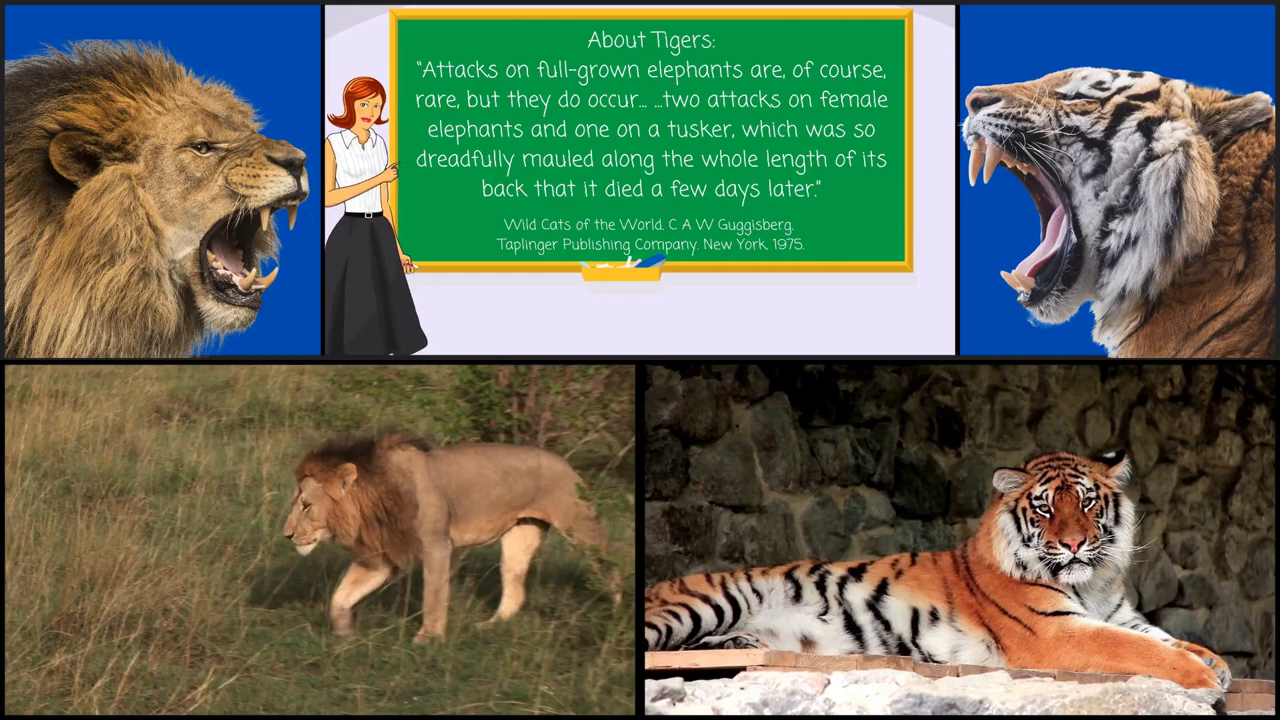 About Tigers:
"Attacks on full-grown elephants are, of course,
rare, but they do occur... ...two attacks on female
elephants and one on a tusker, which was so
dreadfully mauled along the whole length of its
back that it died a few days later."
Wild Cats of the World. C A W Guggisberg.
Taplinger Publishing Company. New York. 1975.